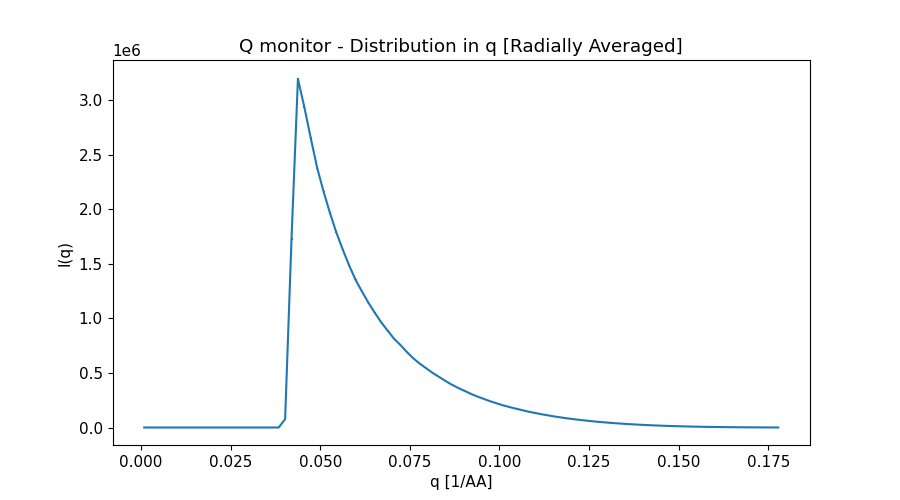 Q monitor - Distribution in q [Radially Averaged]
1e6
3.0
2.5
2.0
1.5
1.0
0.5
0.0
I(q)
0.000 0.025 0.050 0.075 0.100 0.125 0.150 0.175
q [1/AA]